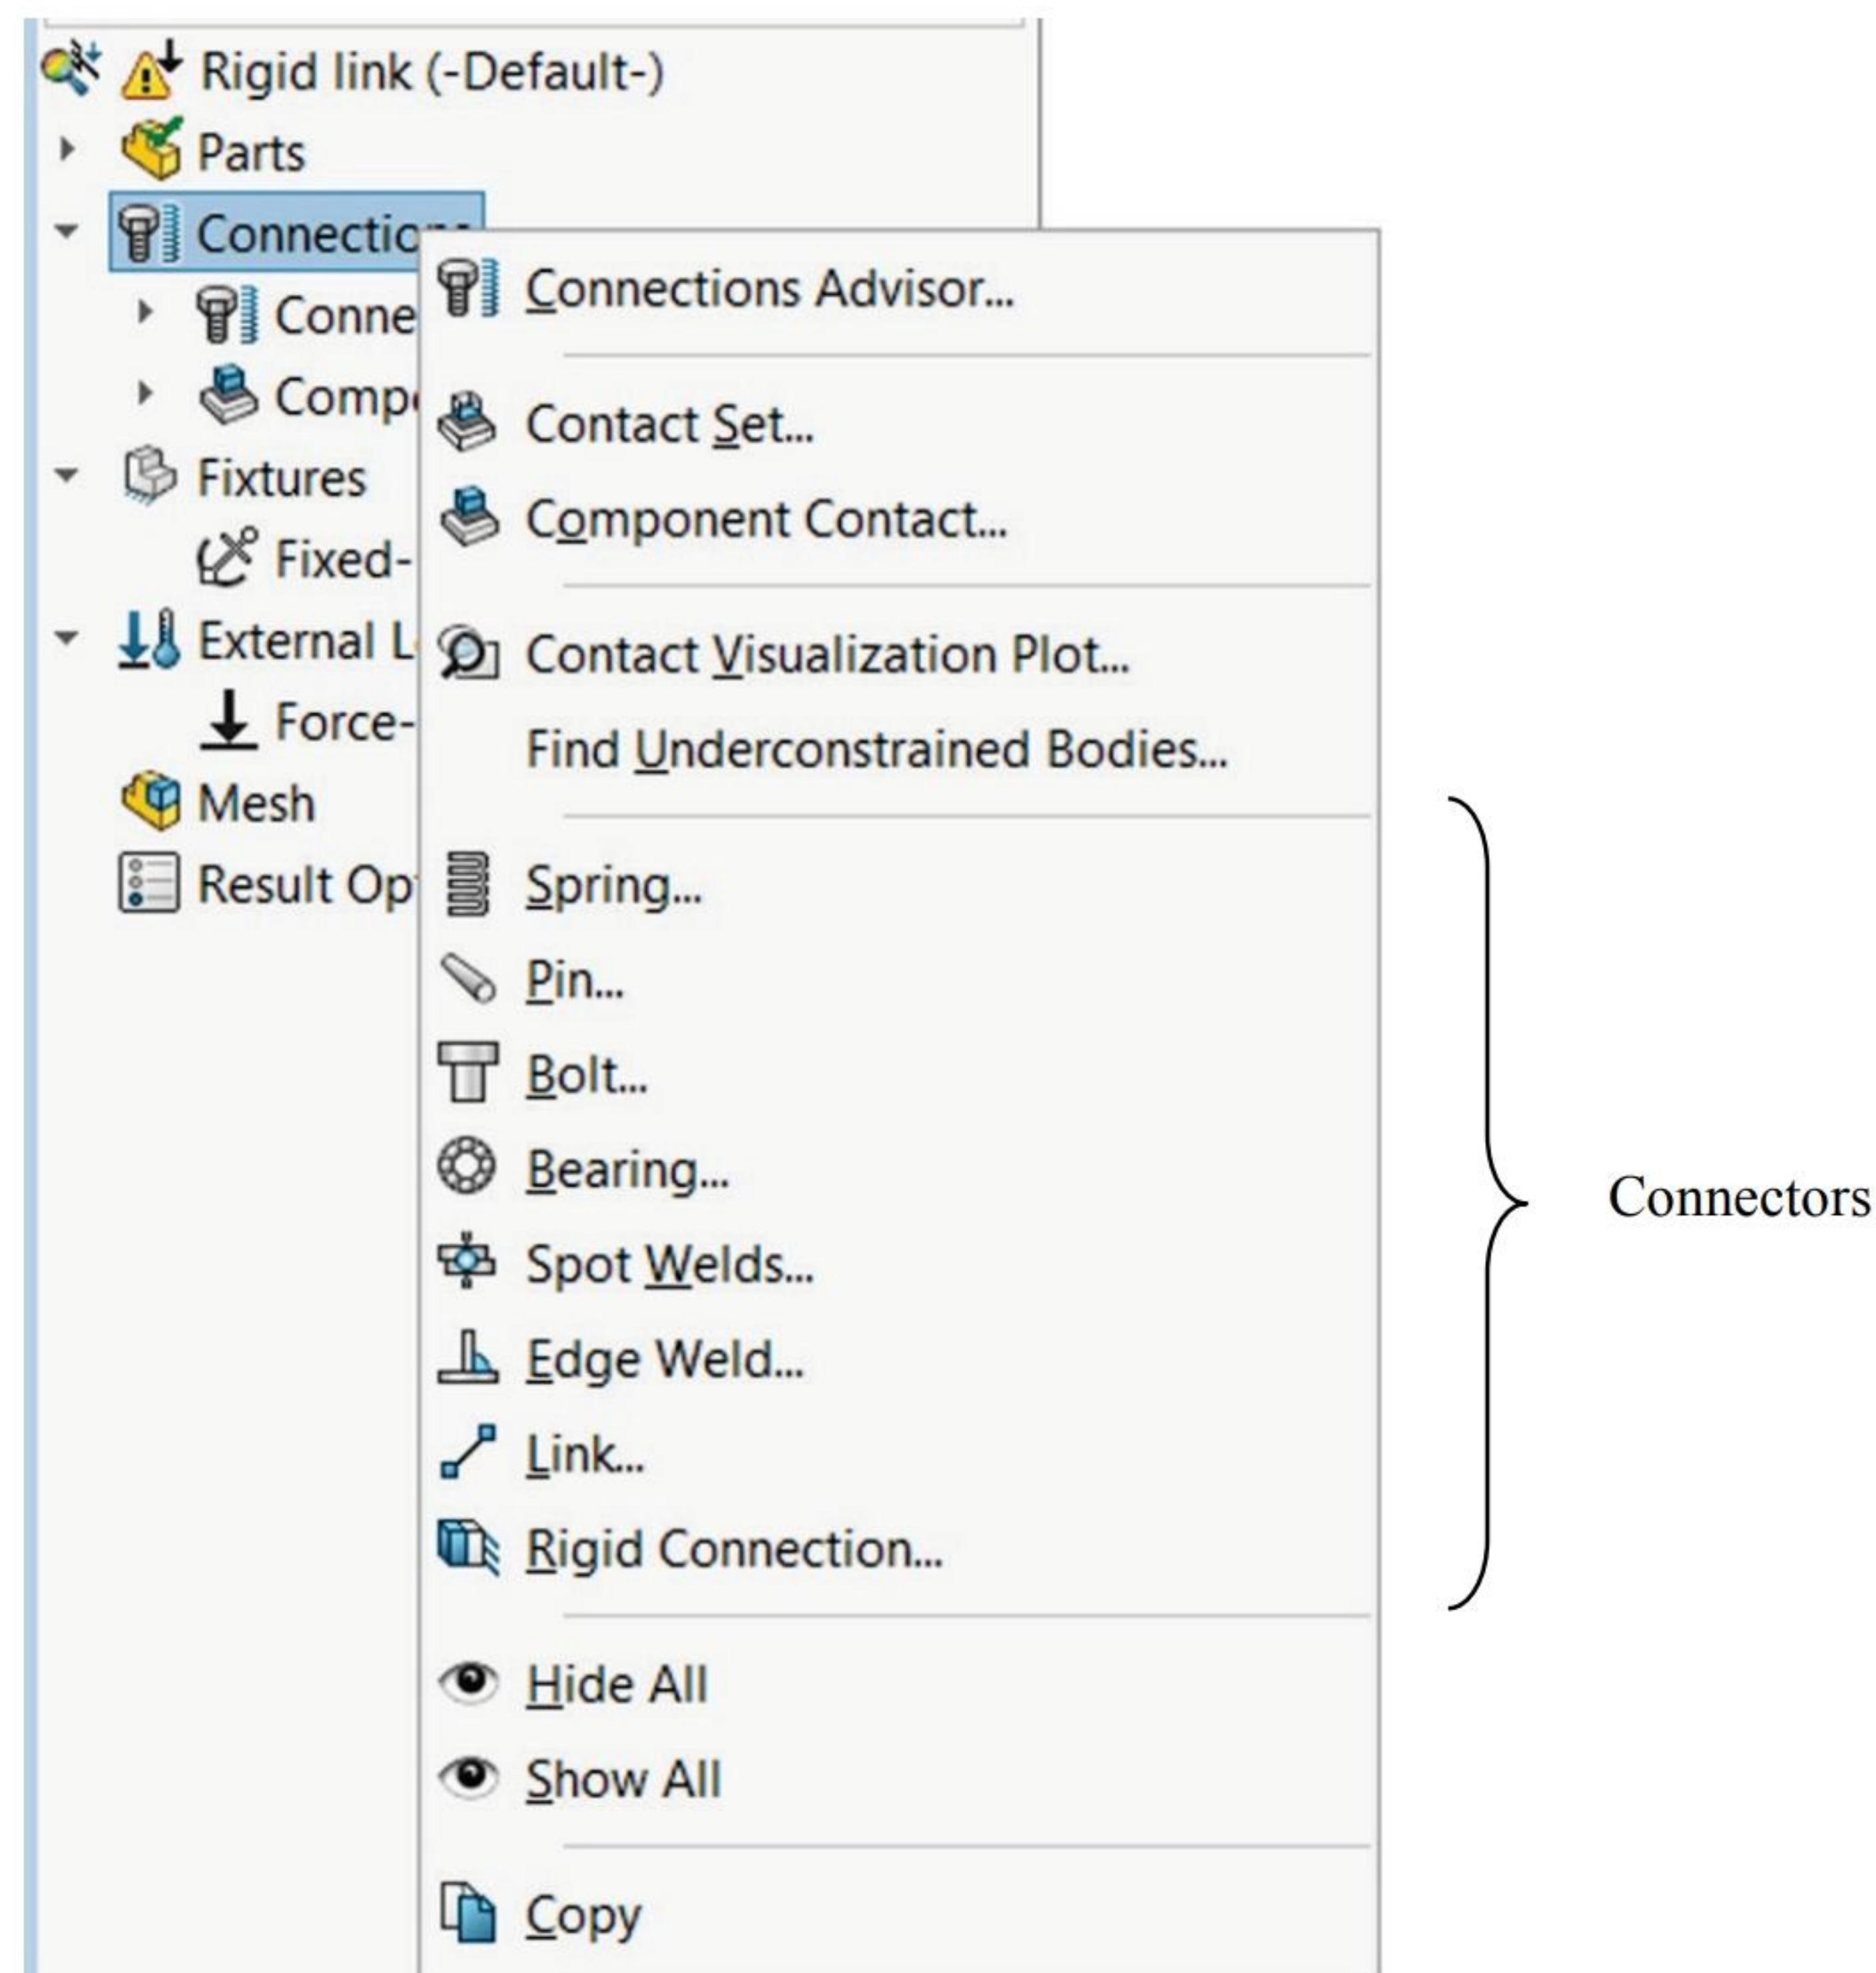 Rigid link (-Default-)
Parts
Connections
Conne
Comp
Fixtures
Fixed-
External L
Force-
Mesh
Result Op
Connections Advisor...
Contact Set...
Component Contact...
Contact Visualization Plot...
Find Underconstrained Bodies...
Spring...
Pin...
Bolt...
Bearing...
Spot Welds...
Edge Weld...
Link...
Rigid Connection...
Hide All
Show All
Copy
Connectors